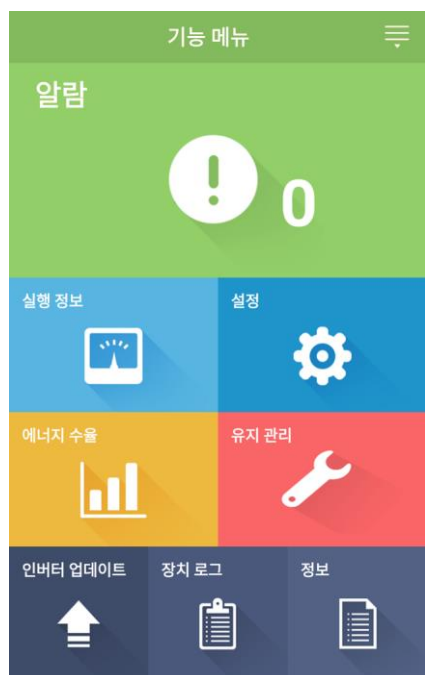 기능 메뉴
알람
0
실행 정보
설정
에너지 수율
유지 관리
인버터 업데이트
장치 로그
정보